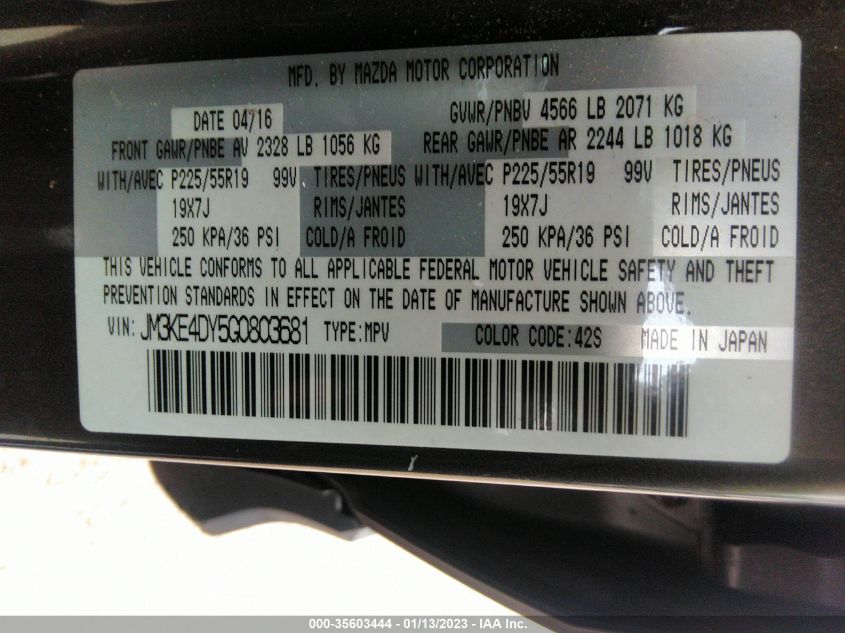 MFD. BY MAZDA MOTOR CORPORATION
DATE 04/16 GVWR/PNBV 4566 LB 2071 KG
FRONT GAWR/PNBE AV 2328 LB 1056 KG REAR GAWR/PNBE AR 2244 LB 1018 KG
WITH/AVEC P225/55R19 99V TIRES/PNEUS WITH/AVEC P225/55R19 99V TIRES/PNEUS
19X7J RIMS/JANTES 19X7J RIMS/JANTES
250 KPA/36 PSI COLD/A FROID 250 KPA/36 PSI COLD/A FROID
THIS VEHICLE CONFORMS TO ALL APPLICABLE FEDERAL MOTOR VEHICLE SAFETY AND THEFT
PREVENTION STANDARDS IN EFFECT ON THE DATE OF MANUFACTURE SHOWN ABOVE.
VIN: JM3KE4DY5G0803681 TYPE:MPV COLOR CODE:42S MADE IN JAPAN
000-35603444 - 01/13/2023 - IAA Inc.